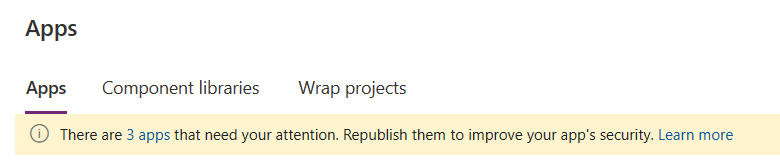 Apps
Apps Component libraries Wrap projects
There are 3 apps that need your attention. Republish them to improve your app's security. Learn more